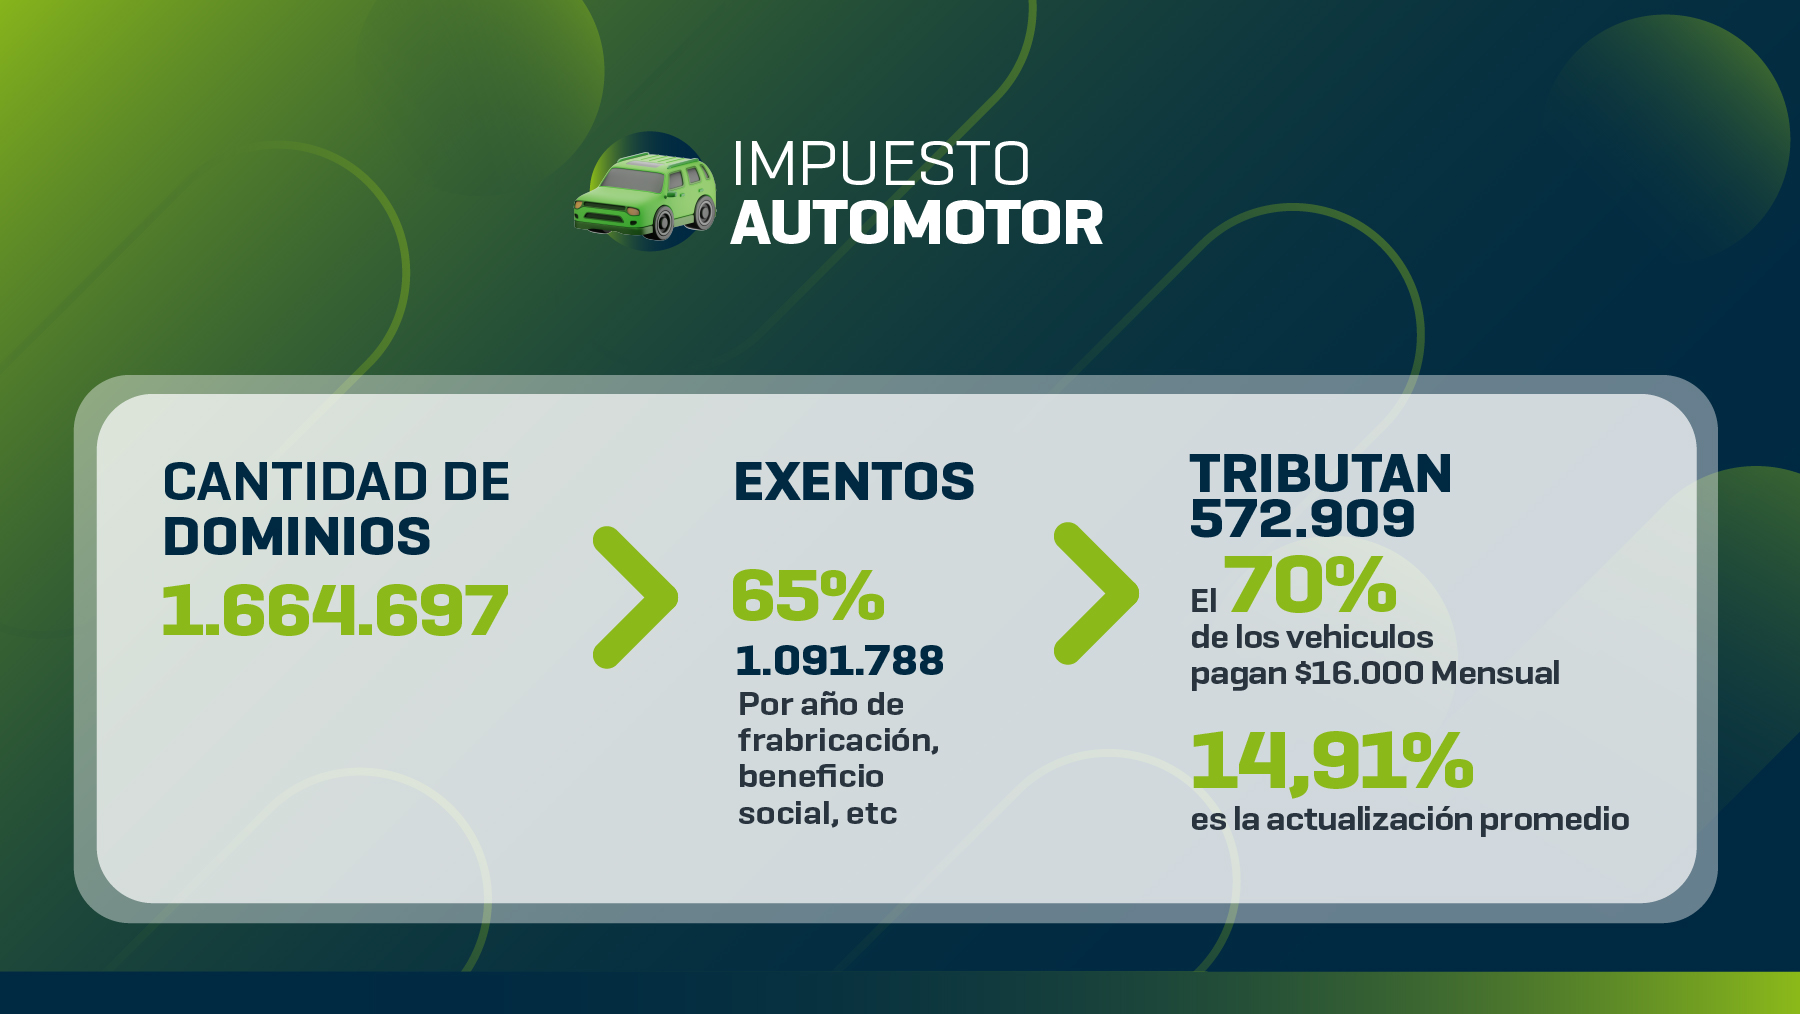 IMPUESTO
AUTOMOTOR
CANTIDAD DE
DOMINIOS
1.664.697
EXENTOS
65%
1.091.788
Por año de
frabricación,
beneficio
social, etc
TRIBUTAN
572.909
El 70%
de los vehiculos
pagan $16.000 Mensual
14,91%
es la actualización promedio